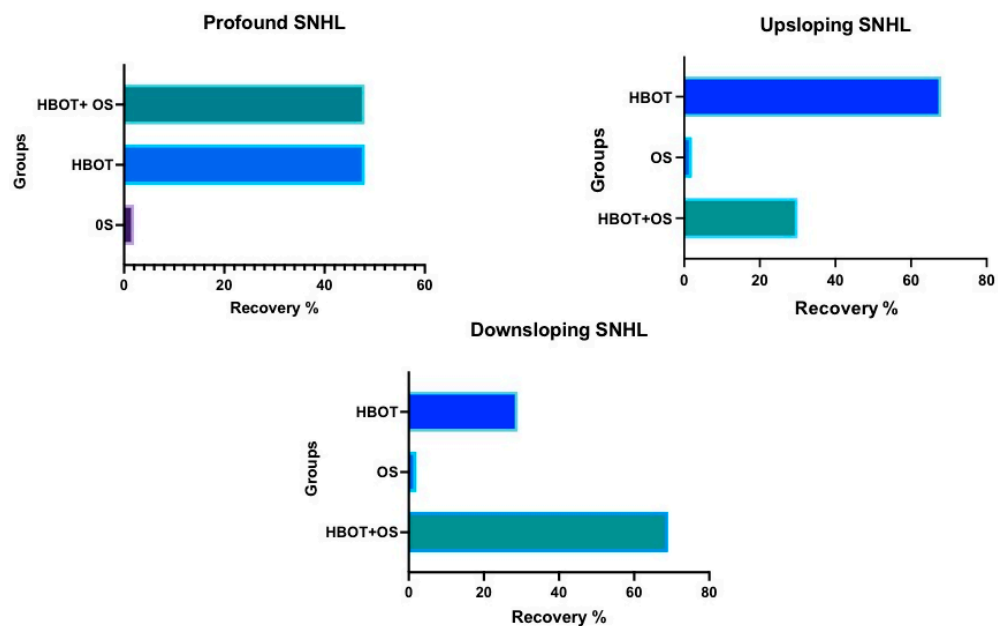 Profound SNHL
Groups
HBOT+ OS
HBOT
0S
0 20 40 60
Recovery %
Upsloping SNHL
Groups
HBOT
OS
HBOT+OS
0 20 40 60 80
Recovery %
Downsloping SNHL
Groups
HBOT
OS
HBOT+OS
0 20 40 60 80
Recovery %